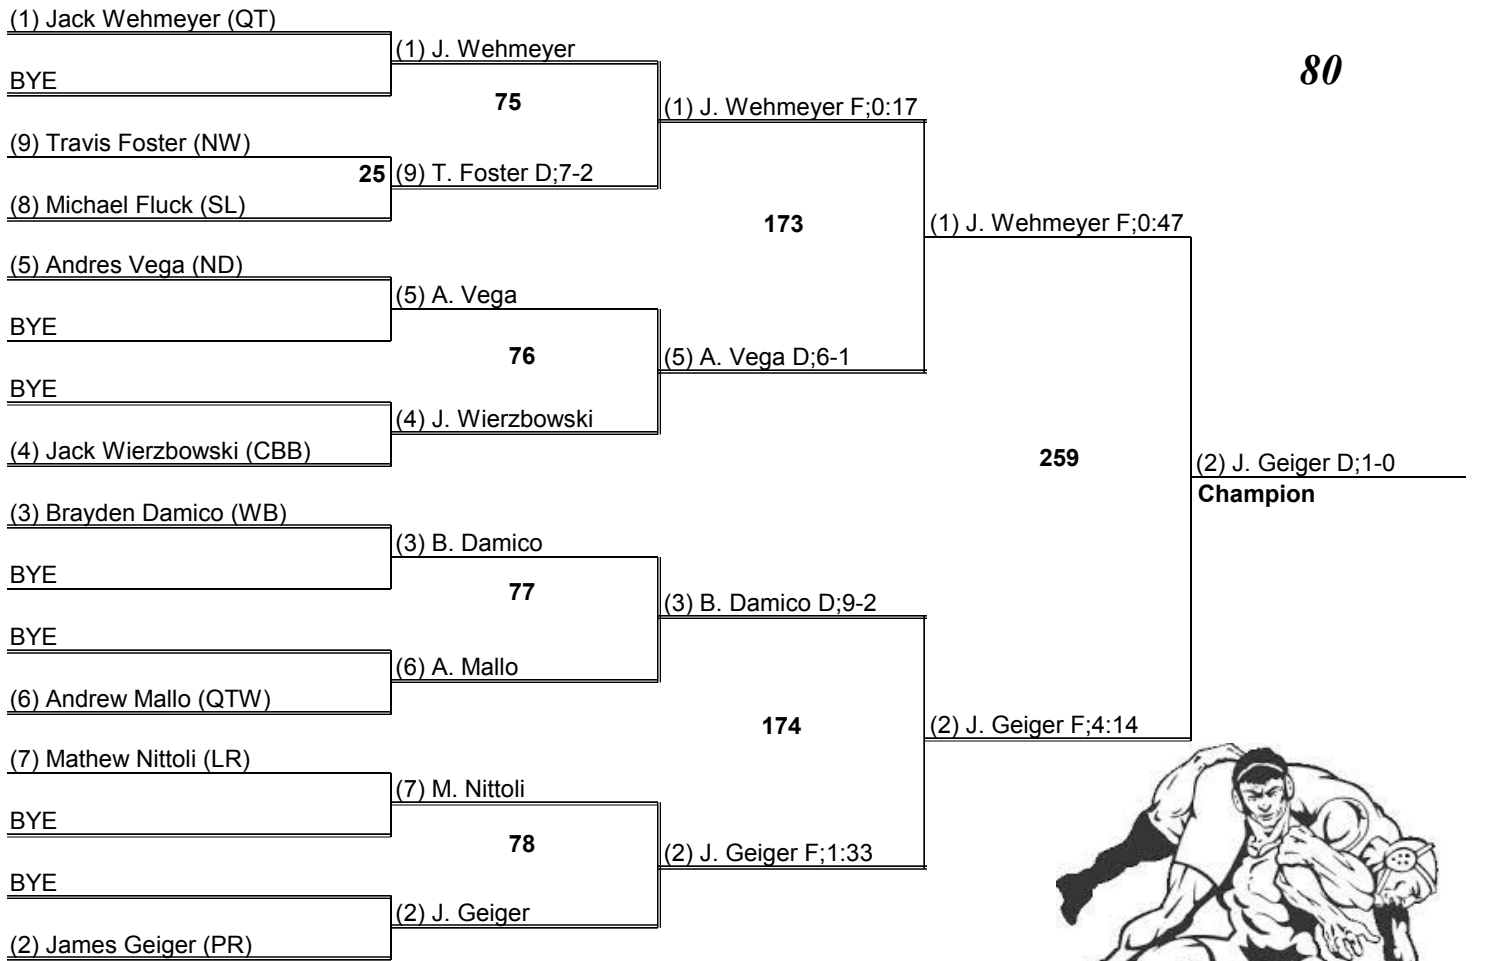 (1) Jack Wehmeyer (QT)
BYE
(9) Travis Foster (NW)
(8) Michael Fluck (SL)
(5) Andres Vega (ND)
BYE
BYE
(4) Jack Wierzbowski (CBB)
(3) Brayden Damico (WB)
BYE
BYE
(6) Andrew Mallo (QTW)
(7) Mathew Nittoli (LR)
BYE
BYE
(2) James Geiger (PR)
25
(1) J. Wehmeyer
75
(9) T. Foster D;7-2
(5) A. Vega
76
(4) J. Wierzbowski
(3) B. Damico
77
(6) A. Mallo
(7) M. Nittoli
78
(2) J. Geiger
(1) J. Wehmeyer F;0:17
173
(5) A. Vega D;6-1
(3) B. Damico D;9-2
174
(2) J. Geiger F;1:33
(1) J. Wehmeyer F;0:47
259
(2) J. Geiger F;4:14
(2) J. Geiger D;1-0
Champion
80